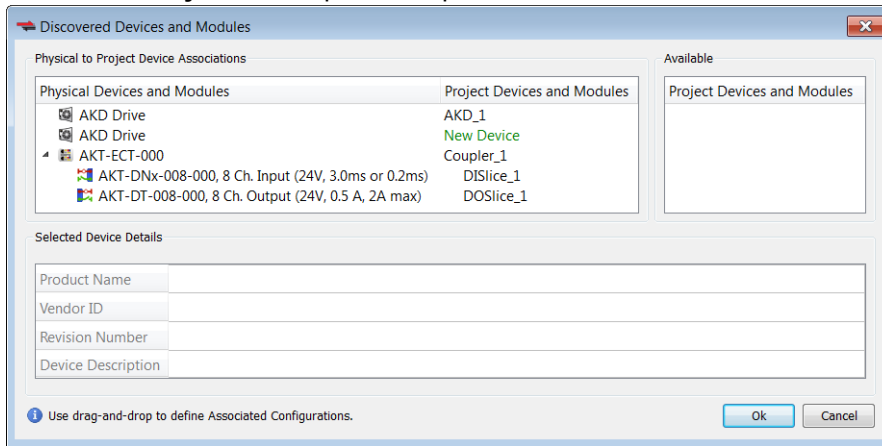 Discovered Devices and Modules
Physical to Project Device Associations
Available
Physical Devices and Modules Project Devices and Modules
Project Devices and Modules
AKD Drive AKD_1
AKD Drive New Device
AKT-ECT-000 Coupler_1
AKT-DNx-008-000, 8 Ch. Input (24V, 3.0ms or 0.2ms) DISlice_1
AKT-DT-008-000, 8 Ch. Output (24V, 0.5 A, 2A max) DOSlice_1
Selected Device Details
Product Name
Vendor ID
Revision Number
Device Description
Use drag-and-drop to define Associated Configurations.
Ok Cancel